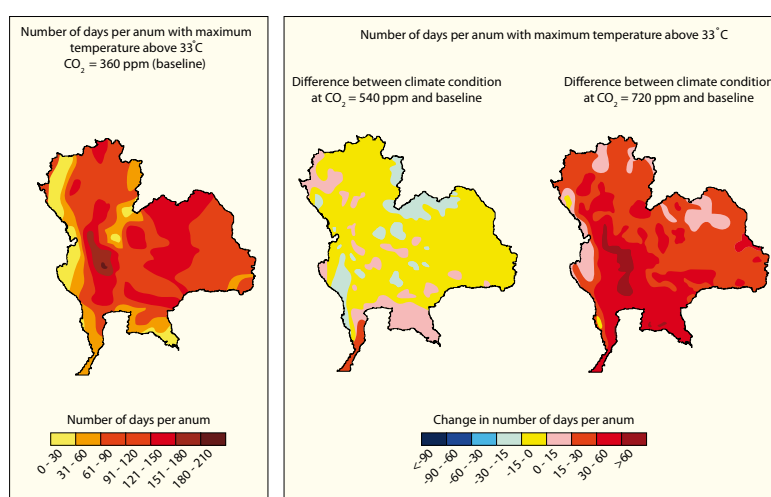 Number of days per anum with maximum
temperature above 33°C
CO₂ = 360 ppm (baseline)
Number of days per anum
0 - 30
31 - 60
61 - 90
91 - 120
121 - 150
151 - 180
180 - 210
Number of days per anum with maximum temperature above 33°C
Difference between climate condition
at CO₂ = 540 ppm and baseline
Difference between climate condition
at CO₂ = 720 ppm and baseline
Change in number of days per anum
<-90
-90 - -60
-60 - -30
-30 - -15
-15 - 0
0 - 15
15 - 30
30 - 60
>60